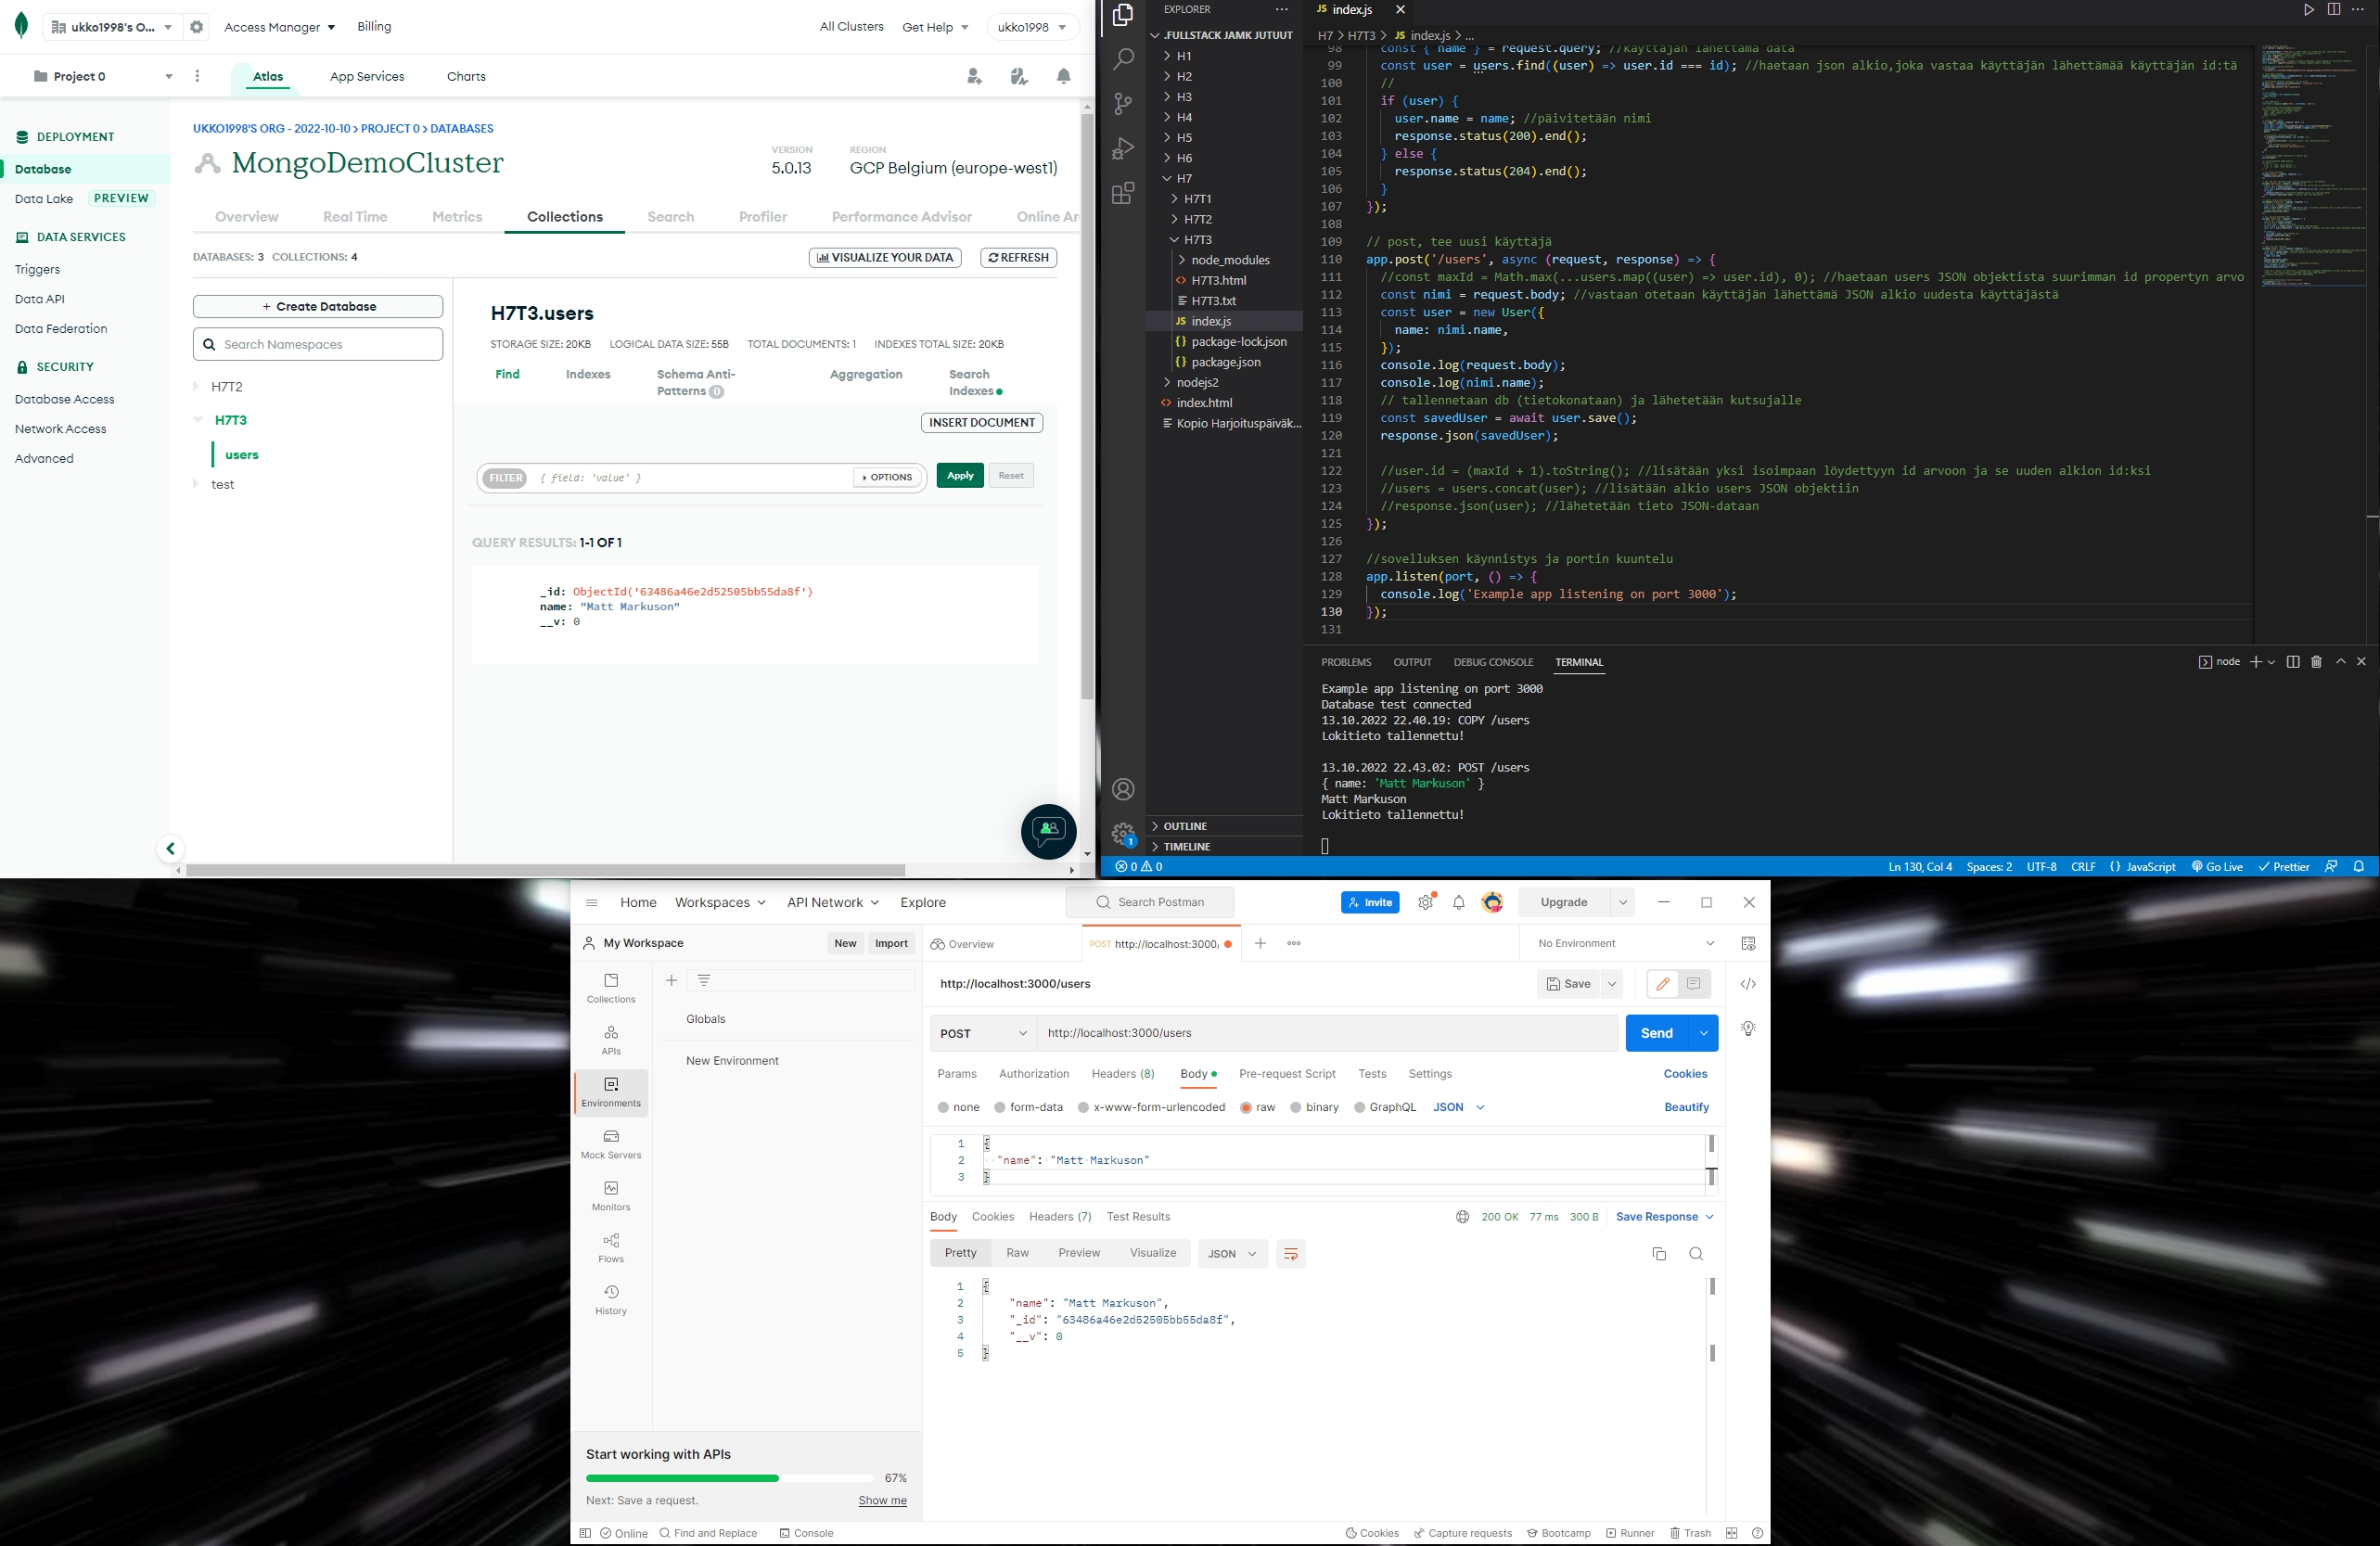 ukko1998's O...
Access Manager
Billing
All Clusters
Get Help
ukko1998
Project 0
Atlas
App Services
Charts
DEPLOYMENT
Database
Data Lake
PREVIEW
DATA SERVICES
Triggers
Data API
Data Federation
SECURITY
Database Access
Network Access
Advanced
UKKO1998'S ORG - 2022-10-10 > PROJECT 0 > DATABASES
MongoDemoCluster
VERSION
5.0.13
REGION
GCP Belgium (europe-west1)
Overview
Real Time
Metrics
Collections
Search
Profiler
Performance Advisor
Online Ar
DATABASES: 3 COLLECTIONS: 4
VISUALIZE YOUR DATA
REFRESH
+ Create Database
Search Namespaces
H7T2
H7T3
users
test
H7T3.users
STORAGE SIZE: 20KB LOGICAL DATA SIZE: 55B TOTAL DOCUMENTS: 1 INDEXES TOTAL SIZE: 20KB
Find
Indexes
Schema Anti-
Patterns 0
Aggregation
Search
Indexes
INSERT DOCUMENT
FILTER
{ field: 'value' }
OPTIONS
Apply
Reset
QUERY RESULTS: 1-1 OF 1
_id: ObjectId('63486a46e2d52505bb55da8f')
name: "Matt Markuson"
__v: 0
EXPLORER
.FULLSTACK JAMK JUTUUT
H1
H2
H3
H4
H5
H6
H7
H7T1
H7T2
H7T3
node_modules
H7T3.html
H7T3.txt
JS index.js
{} package-lock.json
{} package.json
nodejs2
index.html
Kopio Harjoituspäiväk...
OUTLINE
TIMELINE
JS index.js
H7 > H7T3 > JS index.js > ...
98 const { name } = request.query; //käyttäjän lähettämä data
99 const user = users.find((user) => user.id === id); //haetaan json alkio,joka vastaa käyttäjän lähettämää käyttäjän id:tä
100 //
101 if (user) {
102 user.name = name; //päivitetään nimi
103 response.status(200).end();
104 } else {
105 response.status(204).end();
106 }
107 });
108
109 // post, tee uusi käyttäjä
110 app.post('/users', async (request, response) => {
111 //const maxId = Math.max(...users.map((user) => user.id), 0); //haetaan users JSON objektista suurimman id propertyn arvo
112 const nimi = request.body; //vastaan otetaan käyttäjän lähettämä JSON alkio uudesta käyttäjästä
113 const user = new User({
114 name: nimi.name,
115 });
116 console.log(request.body);
117 console.log(nimi.name);
118 // tallennetaan db (tietokonataan) ja lähetetään kutsujalle
119 const savedUser = await user.save();
120 response.json(savedUser);
121
122 //user.id = (maxId + 1).toString(); //lisätään yksi isoimpaan löydettyyn id arvoon ja se uuden alkion id:ksi
123 //users = users.concat(user); //lisätään alkio users JSON objektiin
124 //response.json(user); //lähetetään tieto JSON-dataan
125 });
126
127 //sovelluksen käynnistys ja portin kuuntelu
128 app.listen(port, () => {
129 console.log('Example app listening on port 3000');
130 });
131
PROBLEMS
OUTPUT
DEBUG CONSOLE
TERMINAL
node
Example app listening on port 3000
Database test connected
13.10.2022 22.40.19: COPY /users
Lokitieto tallennettu!
13.10.2022 22.43.02: POST /users
{ name: 'Matt Markuson' }
Matt Markuson
Lokitieto tallennettu!
0 0
1
Ln 130, Col 4
Spaces: 2
UTF-8
CRLF
{} JavaScript
Go Live
Prettier
Home
Workspaces
API Network
Explore
Search Postman
Invite
Upgrade
My Workspace
New
Import
Overview
POST http://localhost:3000/
No Environment
Collections
APIs
Environments
Mock Servers
Monitors
Flows
History
Globals
New Environment
http://localhost:3000/users
Save
POST
http://localhost:3000/users
Send
Params
Authorization
Headers (8)
Body
Pre-request Script
Tests
Settings
Cookies
none
form-data
x-www-form-urlencoded
raw
binary
GraphQL
JSON
Beautify
1 {
2 "name": "Matt Markuson"
3 }
Body
Cookies
Headers (7)
Test Results
200 OK
77 ms
300 B
Save Response
Pretty
Raw
Preview
Visualize
JSON
1 {
2 "name": "Matt Markuson",
3 "_id": "63486a46e2d52505bb55da8f",
4 "__v": 0
5 }
Start working with APIs
67%
Next: Save a request.
Show me
Online
Find and Replace
Console
Cookies
Capture requests
Bootcamp
Runner
Trash